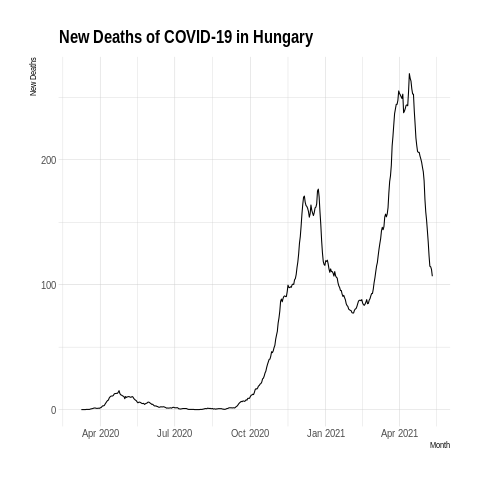 New Deaths of COVID-19 in Hungary
New Deaths
200
100
0
Apr 2020 Jul 2020 Oct 2020 Jan 2021 Apr 2021
Month